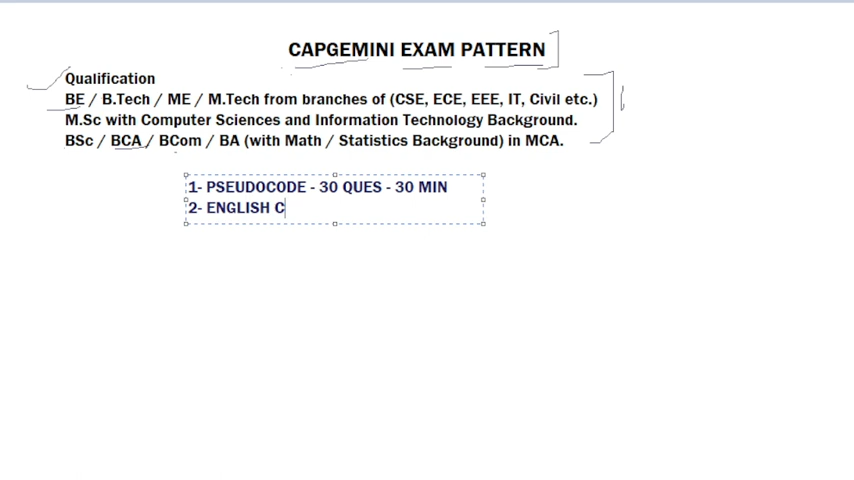 CAPGEMINI EXAM PATTERN
Qualification
BE / B.Tech / ME / M.Tech from branches of (CSE, ECE, EEE, IT, Civil etc.)
M.Sc with Computer Sciences and Information Technology Background.
BSc / BCA / BCom / BA (with Math / Statistics Background) in MCA.
1- PSEUDOCODE - 30 QUES - 30 MIN
2- ENGLISH C